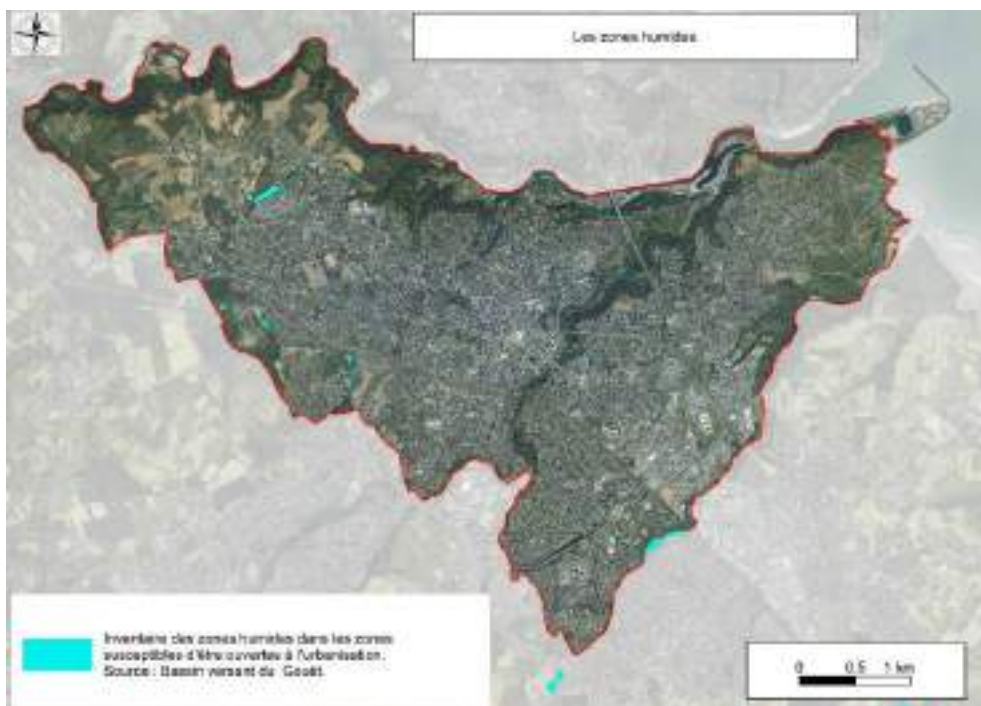 Les zones humides
Inventaire des zones humides dans les zones
susceptibles d'être ouvertes à l'urbanisation.
Source : Bassin versant du Gouët.
0 0.5 1 km